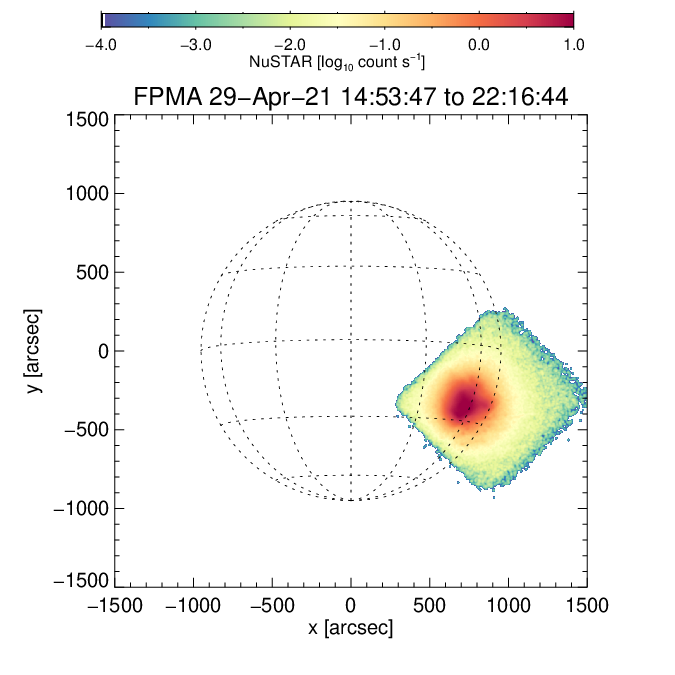 −4.0 −3.0 −2.0 −1.0 0.0 1.0
NuSTAR [log₁₀ count s⁻¹]
FPMA 29−Apr−21 14:53:47 to 22:16:44
1500
1000
500
0
−500
−1000
−1500
y [arcsec]
−1500 −1000 −500 0 500 1000 1500
x [arcsec]